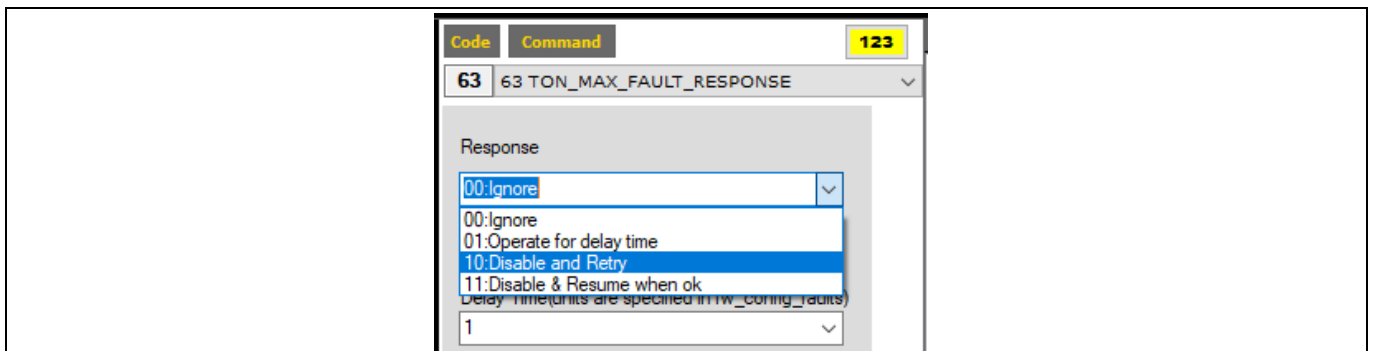 Code Command 123
63 63 TON_MAX_FAULT_RESPONSE
Response
00:Ignore
00:Ignore
01:Operate for delay time
10:Disable and Retry
11:Disable & Resume when ok
Delay Time(units are specified in fw_config_faults)
1